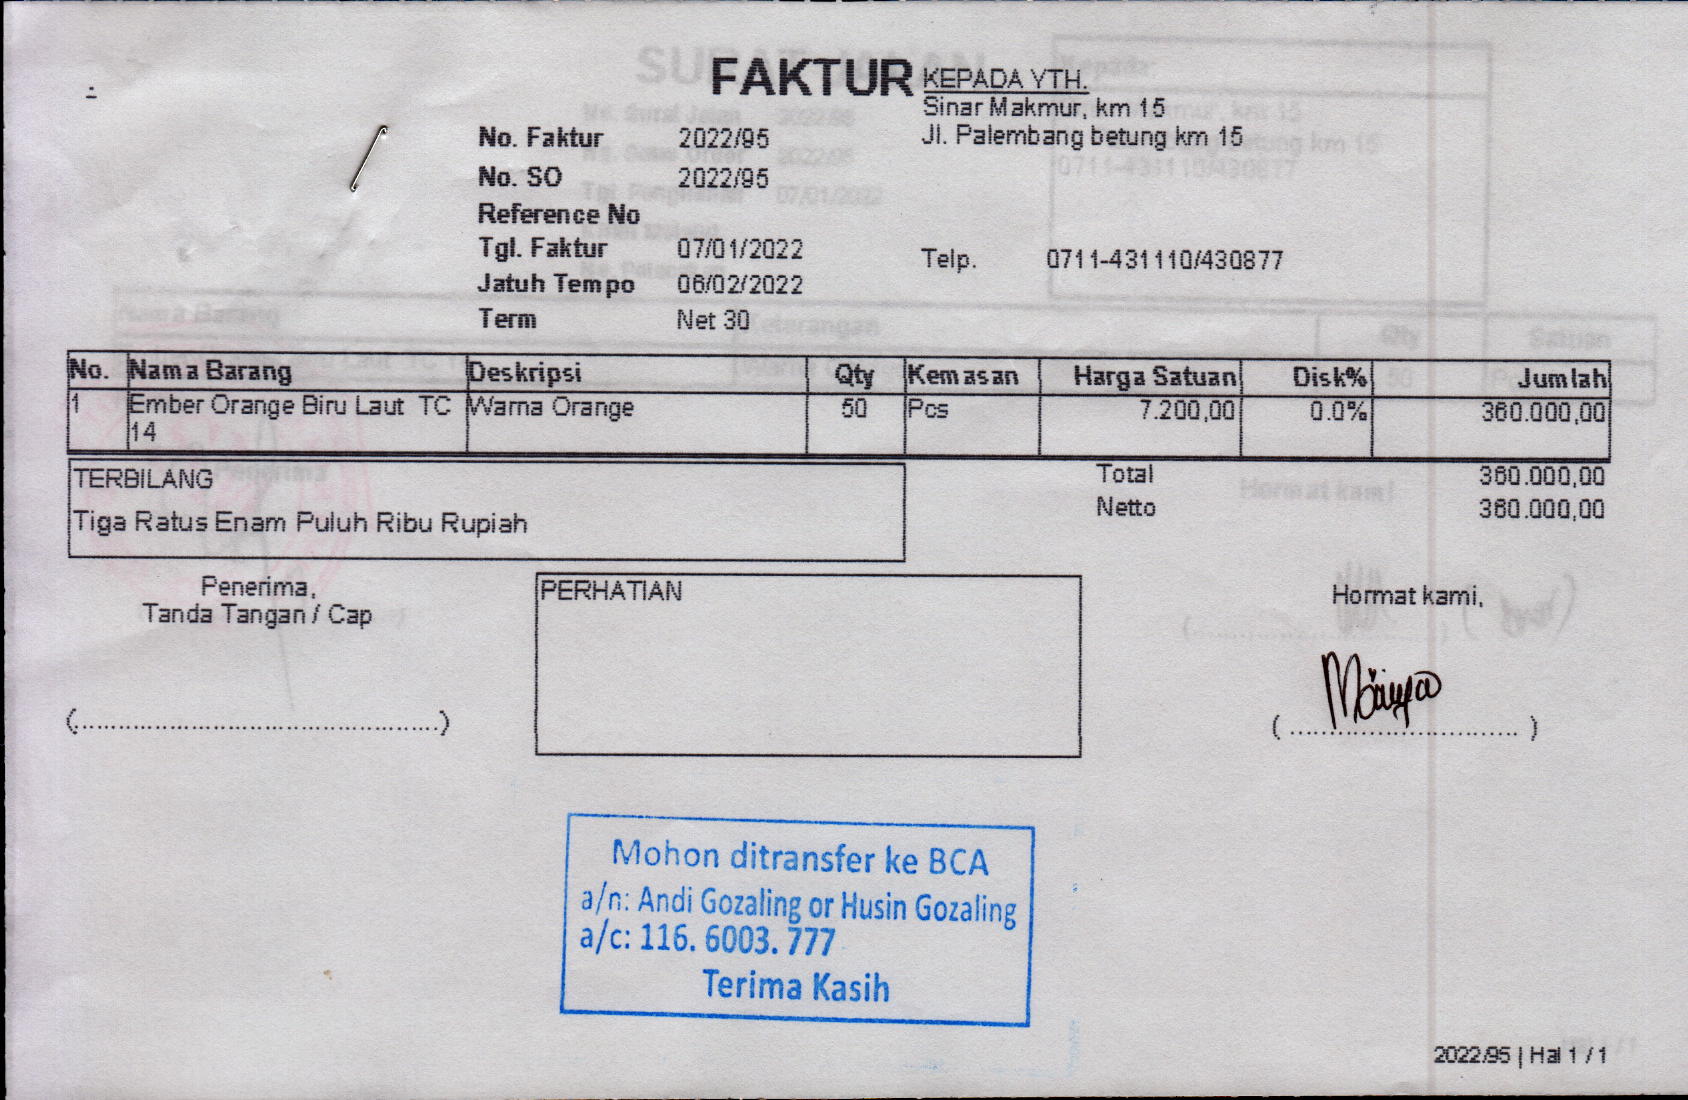 FAKTUR
KEPADA YTH.
Sinar Makmur, km 15
Jl. Palembang betung km 15
No. Faktur 2022/95
No. SO 2022/95
Reference No
Tgl. Faktur 07/01/2022
Telp. 0711-431110/430877
Jatuh Tempo 06/02/2022
Term Net 30
No. Nama Barang Deskripsi Qty Kemasan Harga Satuan Disk% Jumlah
1 Ember Orange Biru Laut TC Warna Orange 50 Pcs 7.200,00 0.0% 360.000,00
14
TERBILANG
Tiga Ratus Enam Puluh Ribu Rupiah
Total 360.000,00
Netto 360.000,00
Penerima,
Tanda Tangan / Cap
(..............................................)
PERHATIAN
Hormat kami,
( ............................. )
Mohon ditransfer ke BCA
a/n: Andi Gozaling or Husin Gozaling
a/c: 116. 6003. 777
Terima Kasih
2022/95 | Hal 1 / 1